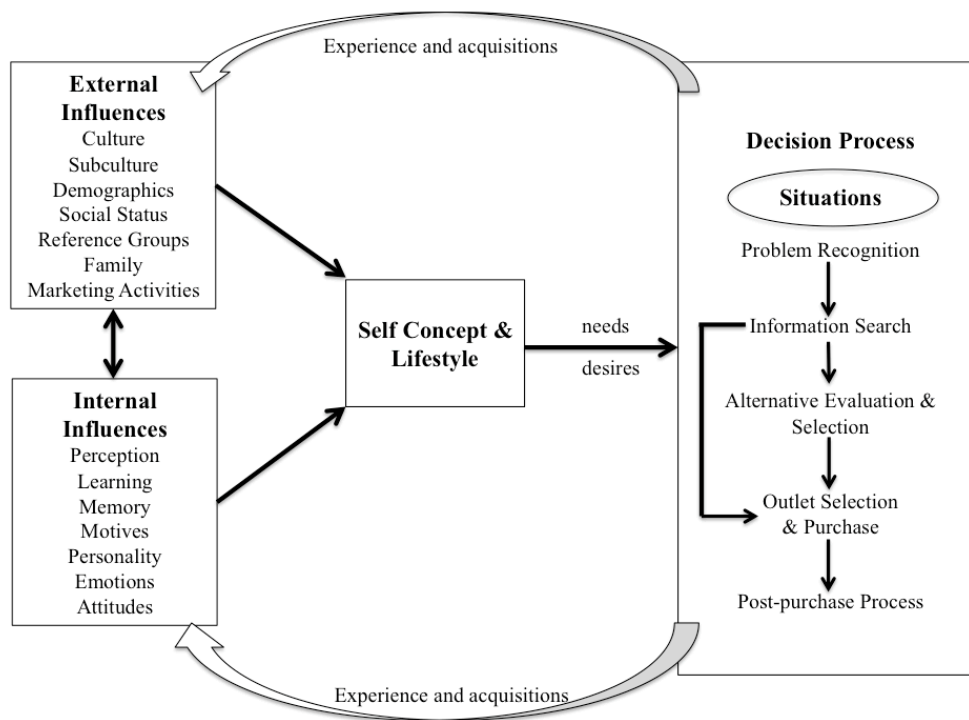 Experience and acquisitions
External
Influences
Culture
Subculture
Demographics
Social Status
Reference Groups
Family
Marketing Activities
Internal
Influences
Perception
Learning
Memory
Motives
Personality
Emotions
Attitudes
Self Concept &
Lifestyle
needs
desires
Decision Process
Situations
Problem Recognition
Information Search
Alternative Evaluation &
Selection
Outlet Selection
& Purchase
Post-purchase Process
Experience and acquisitions